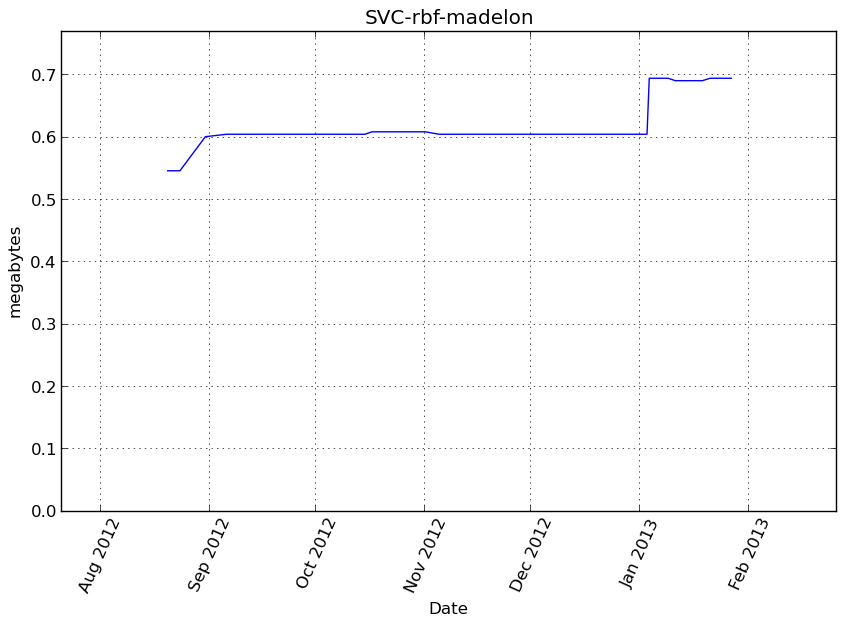 SVC-rbf-madelon
0.7
0.6
0.5
0.4
0.3
0.2
0.1
0.0
megabytes
Aug 2012
Sep 2012
Oct 2012
Nov 2012
Dec 2012
Jan 2013
Feb 2013
Date